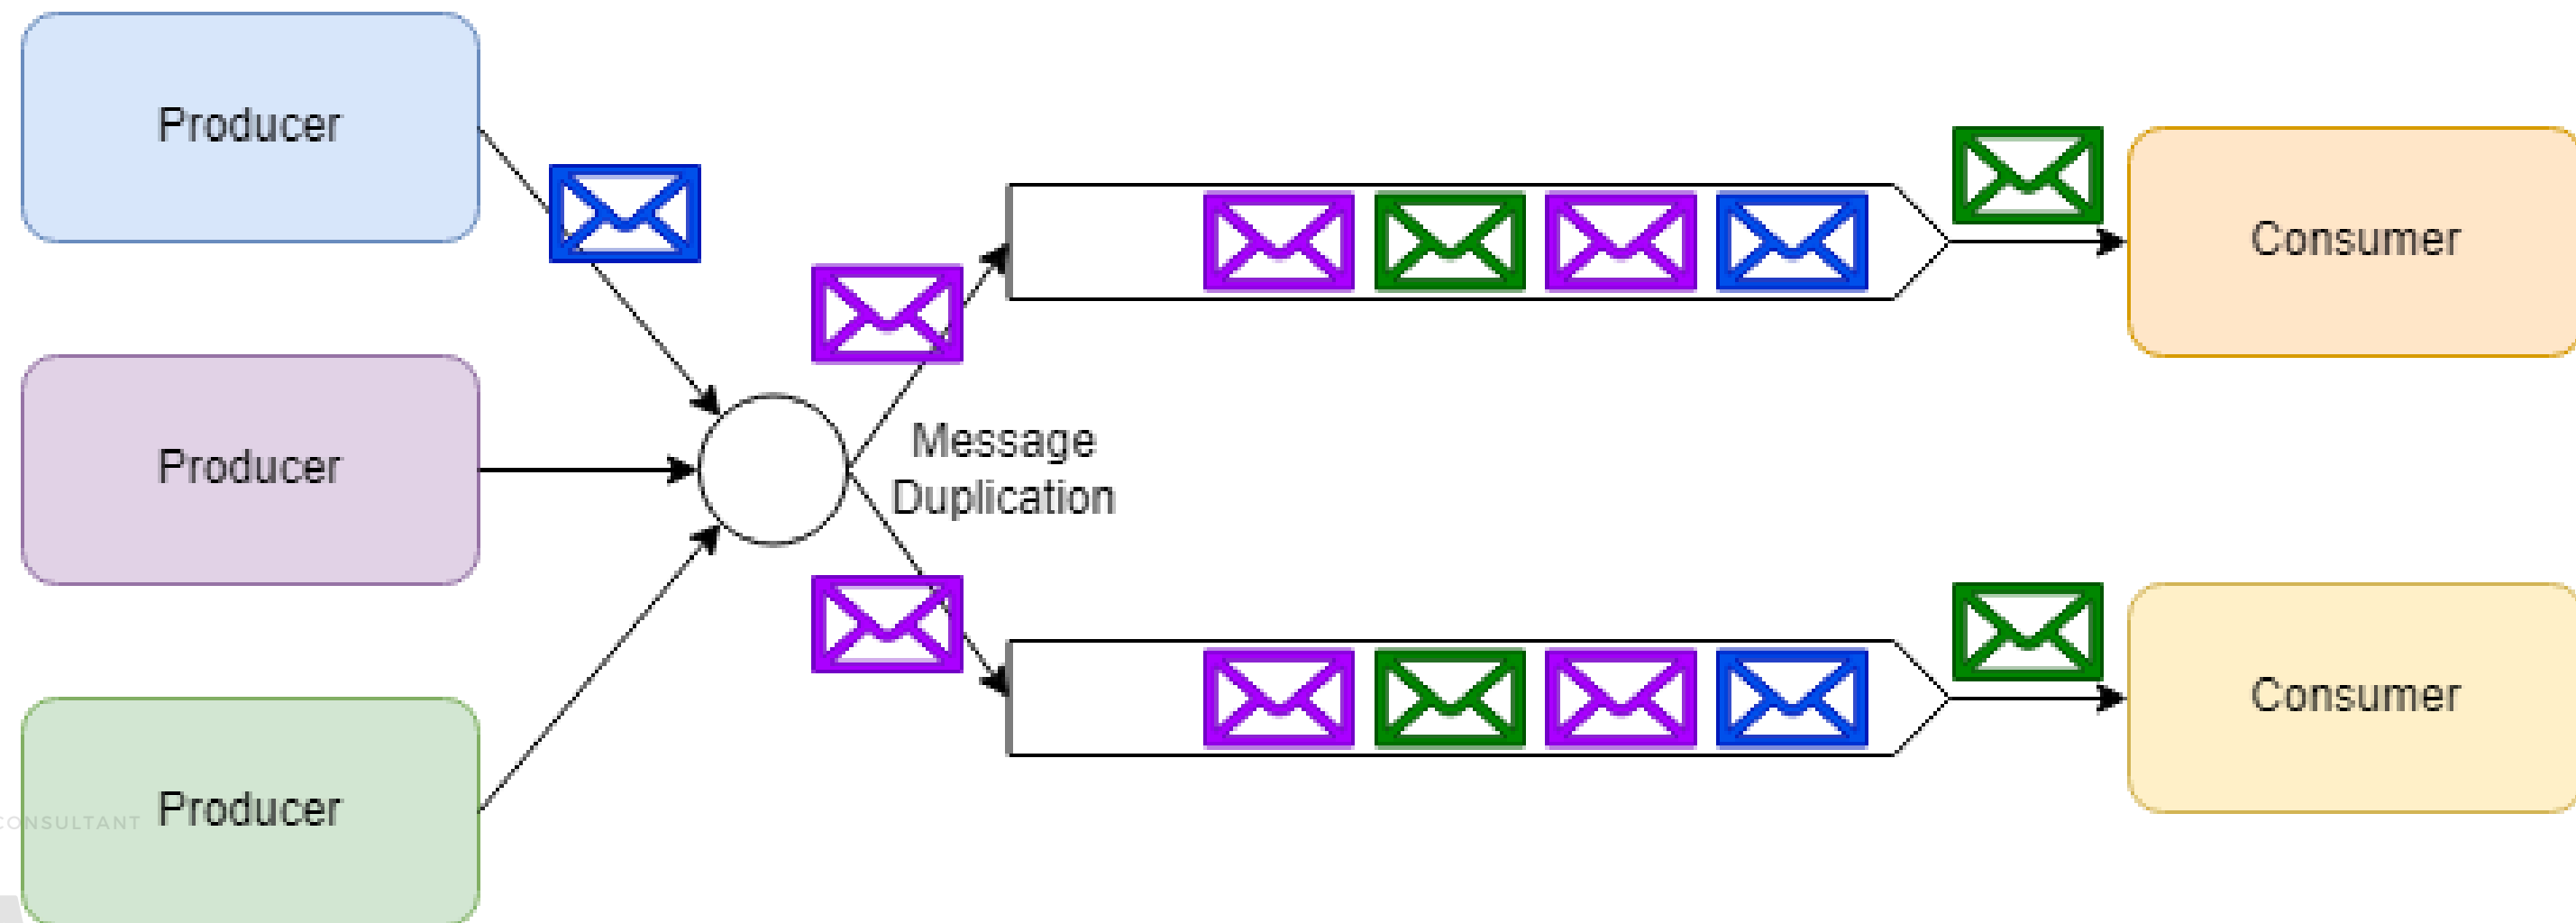 Producer
Consumer
Message
Duplication
Producer
Consumer
Producer
CONSULTANT